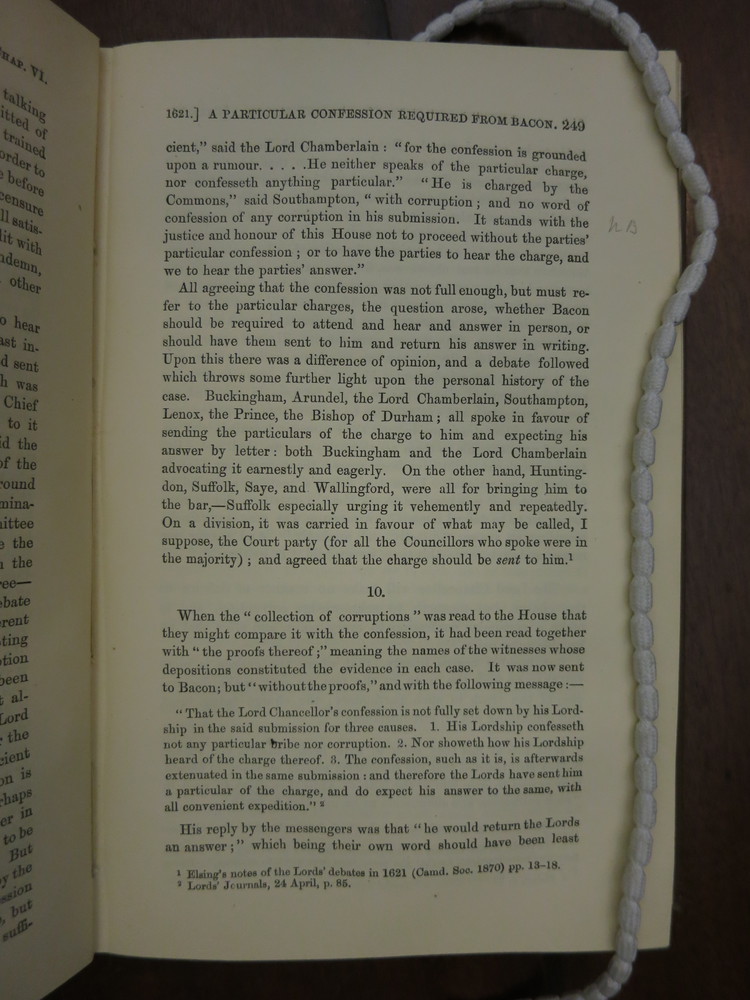 CHAP. VI.
talking
itted of
trained
order to
e before
censure
ll satis-
dit with
ndemn,
other
o hear
ast in-
d sent
h was
Chief
to it
id the
of the
round
mina-
mittee
e the
n the
ree—
ebate
erent
sting
tion
been
t al-
Lord
the
cient
on is
rhaps
er in
to be
But
y the
ession
, but
suffi-
1621.] A PARTICULAR CONFESSION REQUIRED FROM BACON. 249
cient," said the Lord Chamberlain : "for the confession is grounded
upon a rumour. . . . .He neither speaks of the particular charge,
nor confesseth anything particular." "He is charged by the
Commons," said Southampton, "with corruption ; and no word of
confession of any corruption in his submission. It stands with the
justice and honour of this House not to proceed without the parties'
particular confession ; or to have the parties to hear the charge, and
we to hear the parties' answer."
All agreeing that the confession was not full enough, but must re-
fer to the particular charges, the question arose, whether Bacon
should be required to attend and hear and answer in person, or
should have them sent to him and return his answer in writing.
Upon this there was a difference of opinion, and a debate followed
which throws some further light upon the personal history of the
case. Buckingham, Arundel, the Lord Chamberlain, Southampton,
Lenox, the Prince, the Bishop of Durham ; all spoke in favour of
sending the particulars of the charge to him and expecting his
answer by letter : both Buckingham and the Lord Chamberlain
advocating it earnestly and eagerly. On the other hand, Hunting-
don, Suffolk, Saye, and Wallingford, were all for bringing him to
the bar,—Suffolk especially urging it vehemently and repeatedly.
On a division, it was carried in favour of what may be called, I
suppose, the Court party (for all the Councillors who spoke were in
the majority) ; and agreed that the charge should be sent to him.¹
10.
When the "collection of corruptions" was read to the House that
they might compare it with the confession, it had been read together
with "the proofs thereof ;" meaning the names of the witnesses whose
depositions constituted the evidence in each case. It was now sent
to Bacon ; but "without the proofs," and with the following message :—
"That the Lord Chancellor's confession is not fully set down by his Lord-
ship in the said submission for three causes. 1. His Lordship confesseth
not any particular bribe nor corruption. 2. Nor showeth how his Lordship
heard of the charge thereof. 3. The confession, such as it is, is afterwards
extenuated in the same submission : and therefore the Lords have sent him
a particular of the charge, and do expect his answer to the same, with
all convenient expedition." ²
His reply by the messengers was that "he would return the Lords
an answer ;" which being their own word should have been least
¹ Elsing's notes of the Lords' debates in 1621 (Camd. Soc. 1870) pp. 13–18.
² Lords' Journals, 24 April, p. 85.